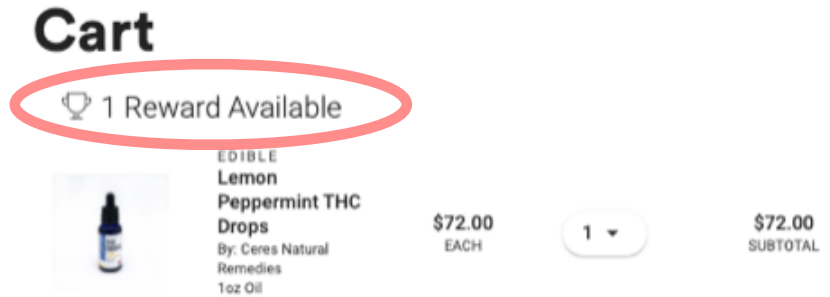 Cart
1 Reward Available
EDIBLE
Lemon
Peppermint THC
Drops
By: Ceres Natural
Remedies
1oz Oil
$72.00
EACH
1
$72.00
SUBTOTAL